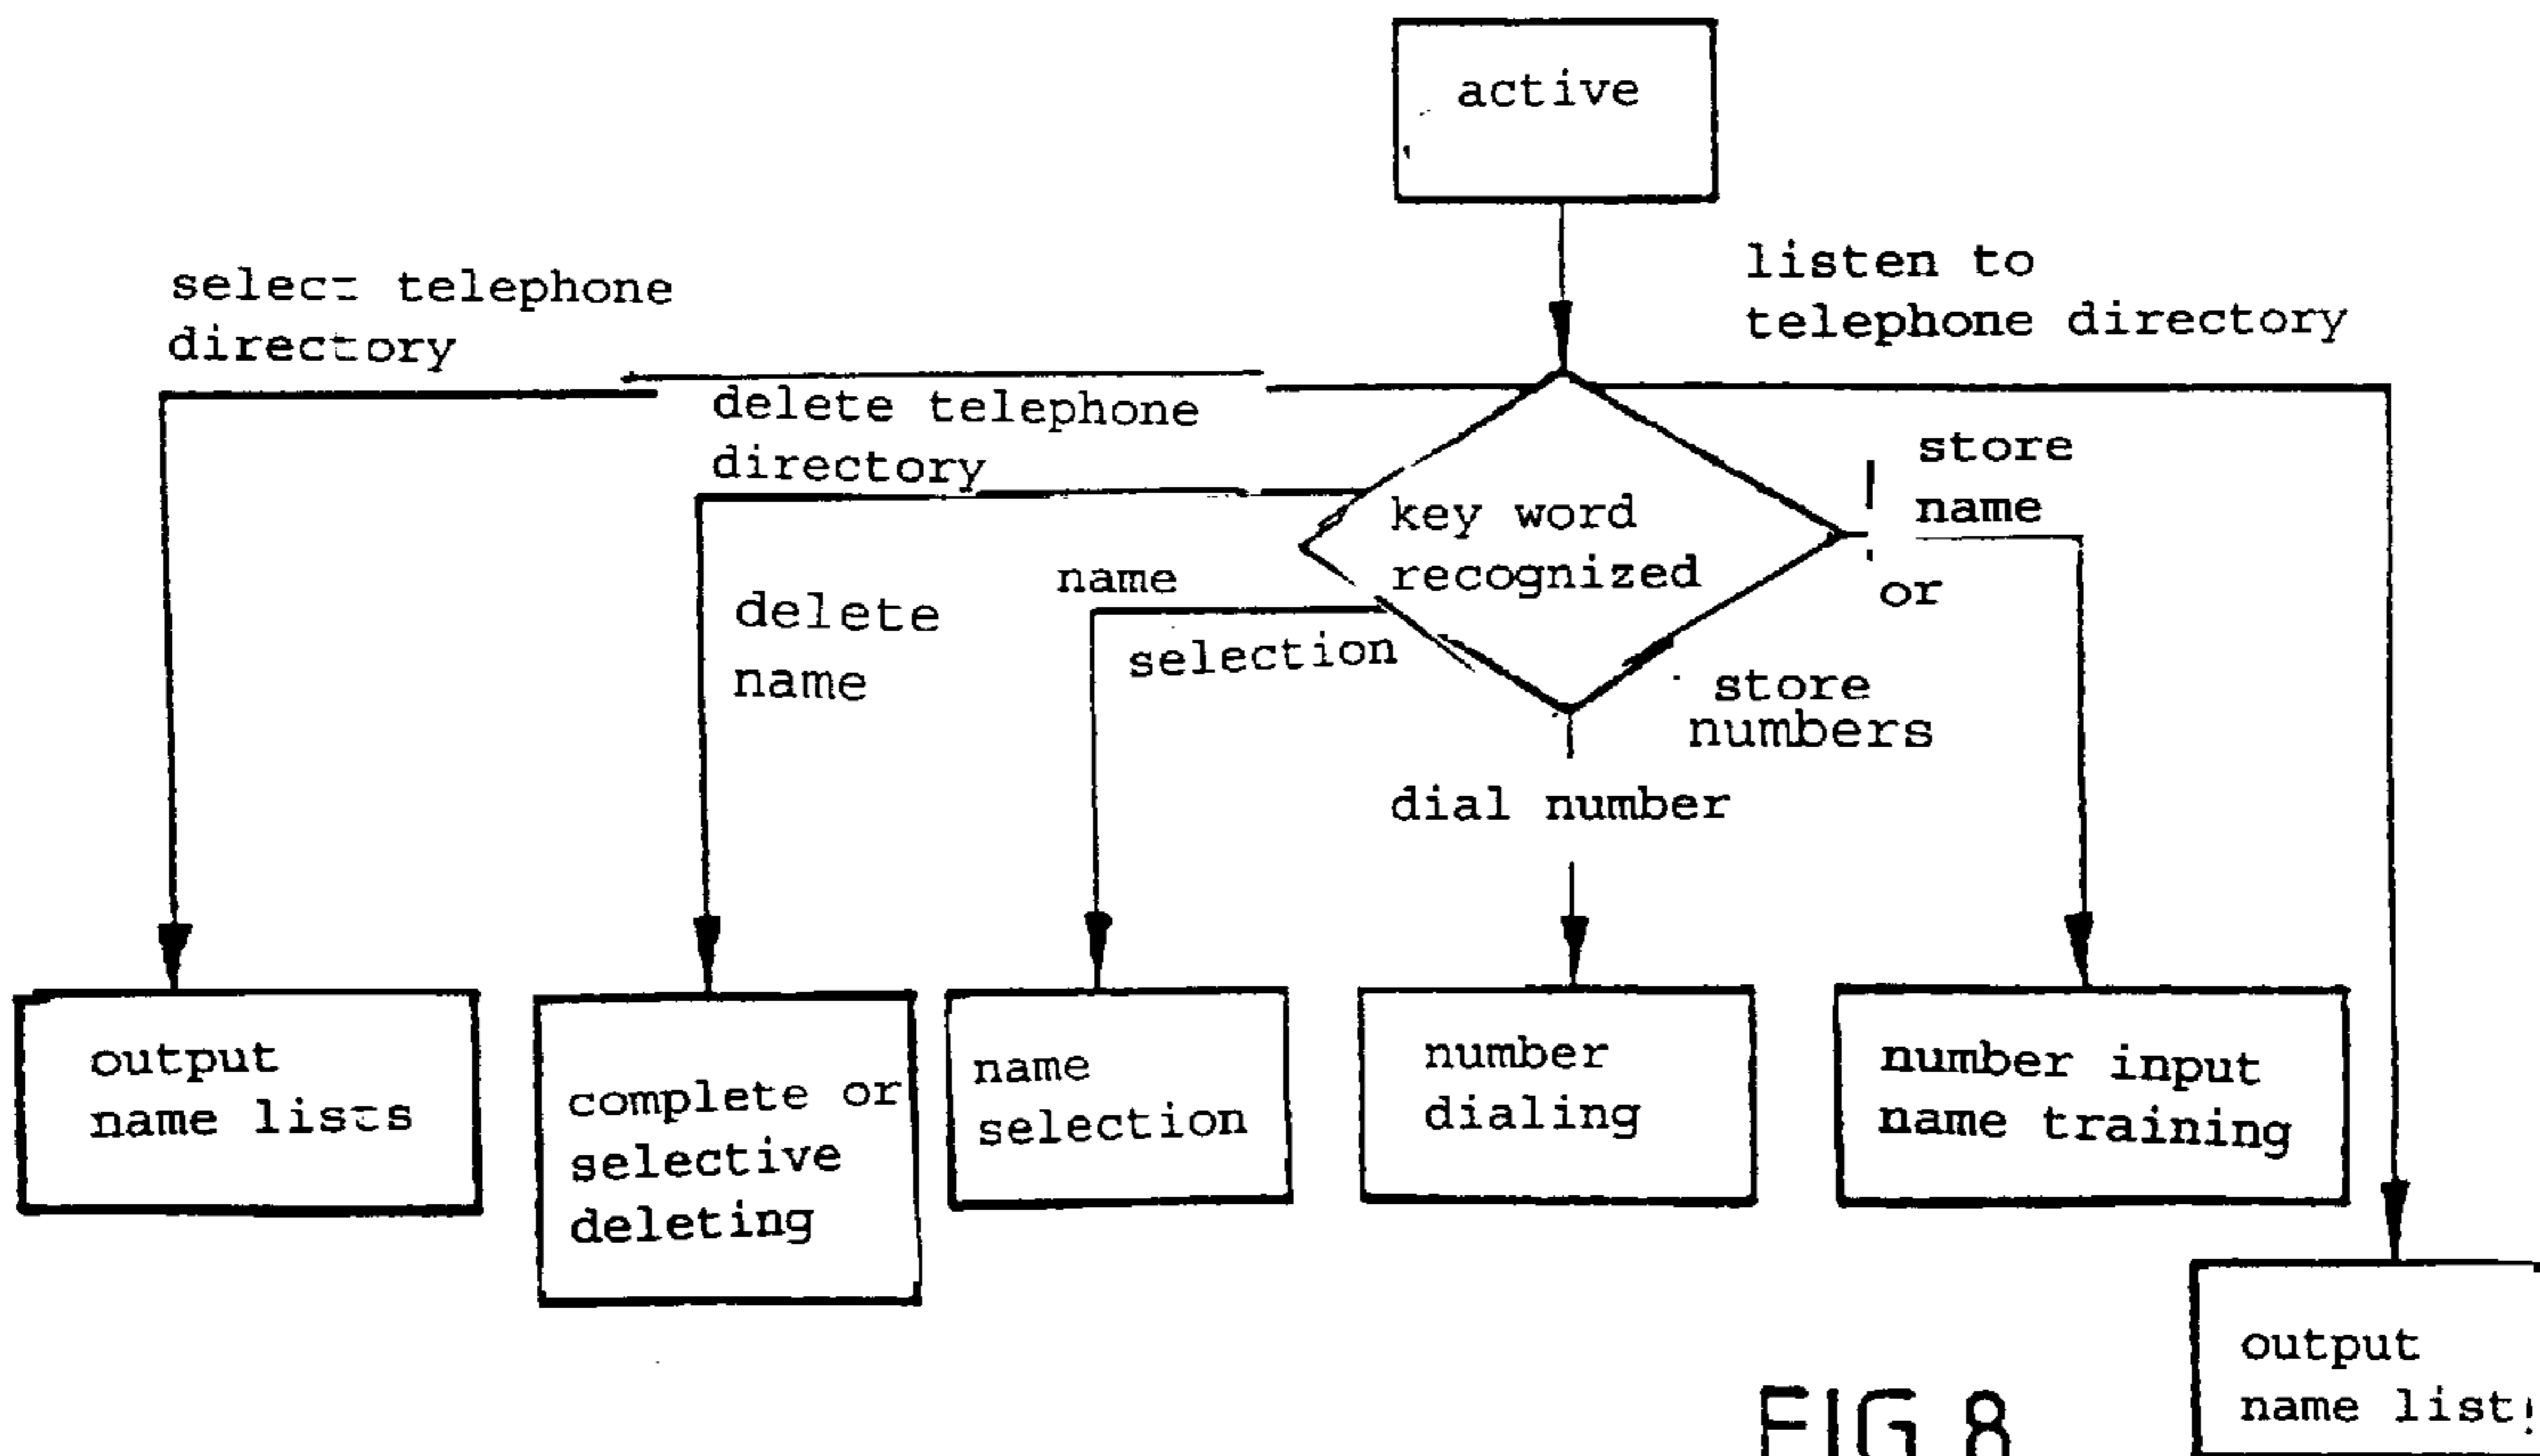 active
listen to
telephone directory
select telephone
directory
delete telephone
directory
store
name
key word
recognized
or
name
selection
delete
name
store
numbers
dial number
output
name lists
complete or
selective
deleting
name
selection
number
dialing
number input
name training
output
name list
FIG. 8